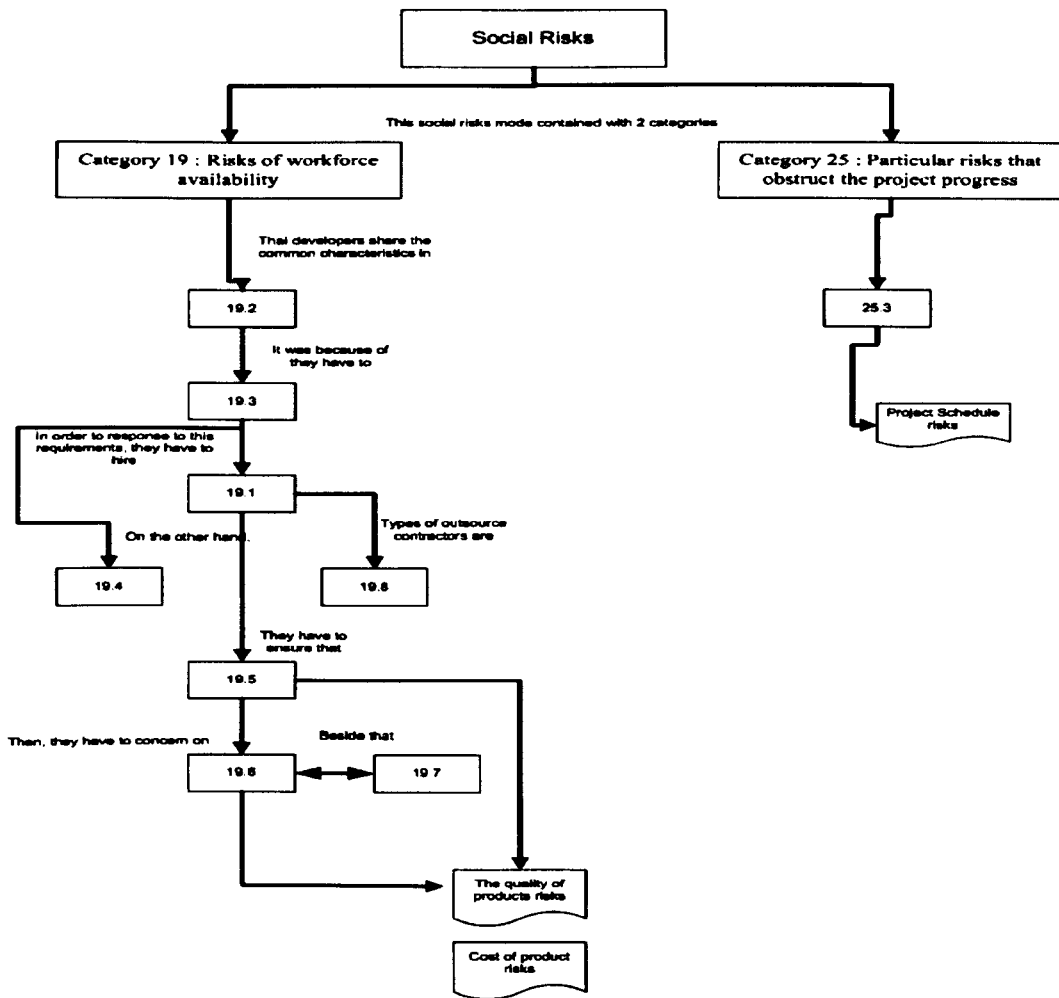 Social Risks
This social risks mode contained with 2 categories
Category 19 : Risks of workforce
availability
Category 25 : Particular risks that
obstruct the project progress
Thai developers share the
common characteristics in
19.2
25.3
It was because of
they have to
19.3
Project Schedule
risks
In order to response to this
requirements, they have to
hire
19.1
On the other hand,
Types of outsource
contractors are
19.4
19.8
They have to
ensure that
19.5
Then, they have to concern on
Beside that
19.6
19.7
The quality of
products risks
Cost of product
risks